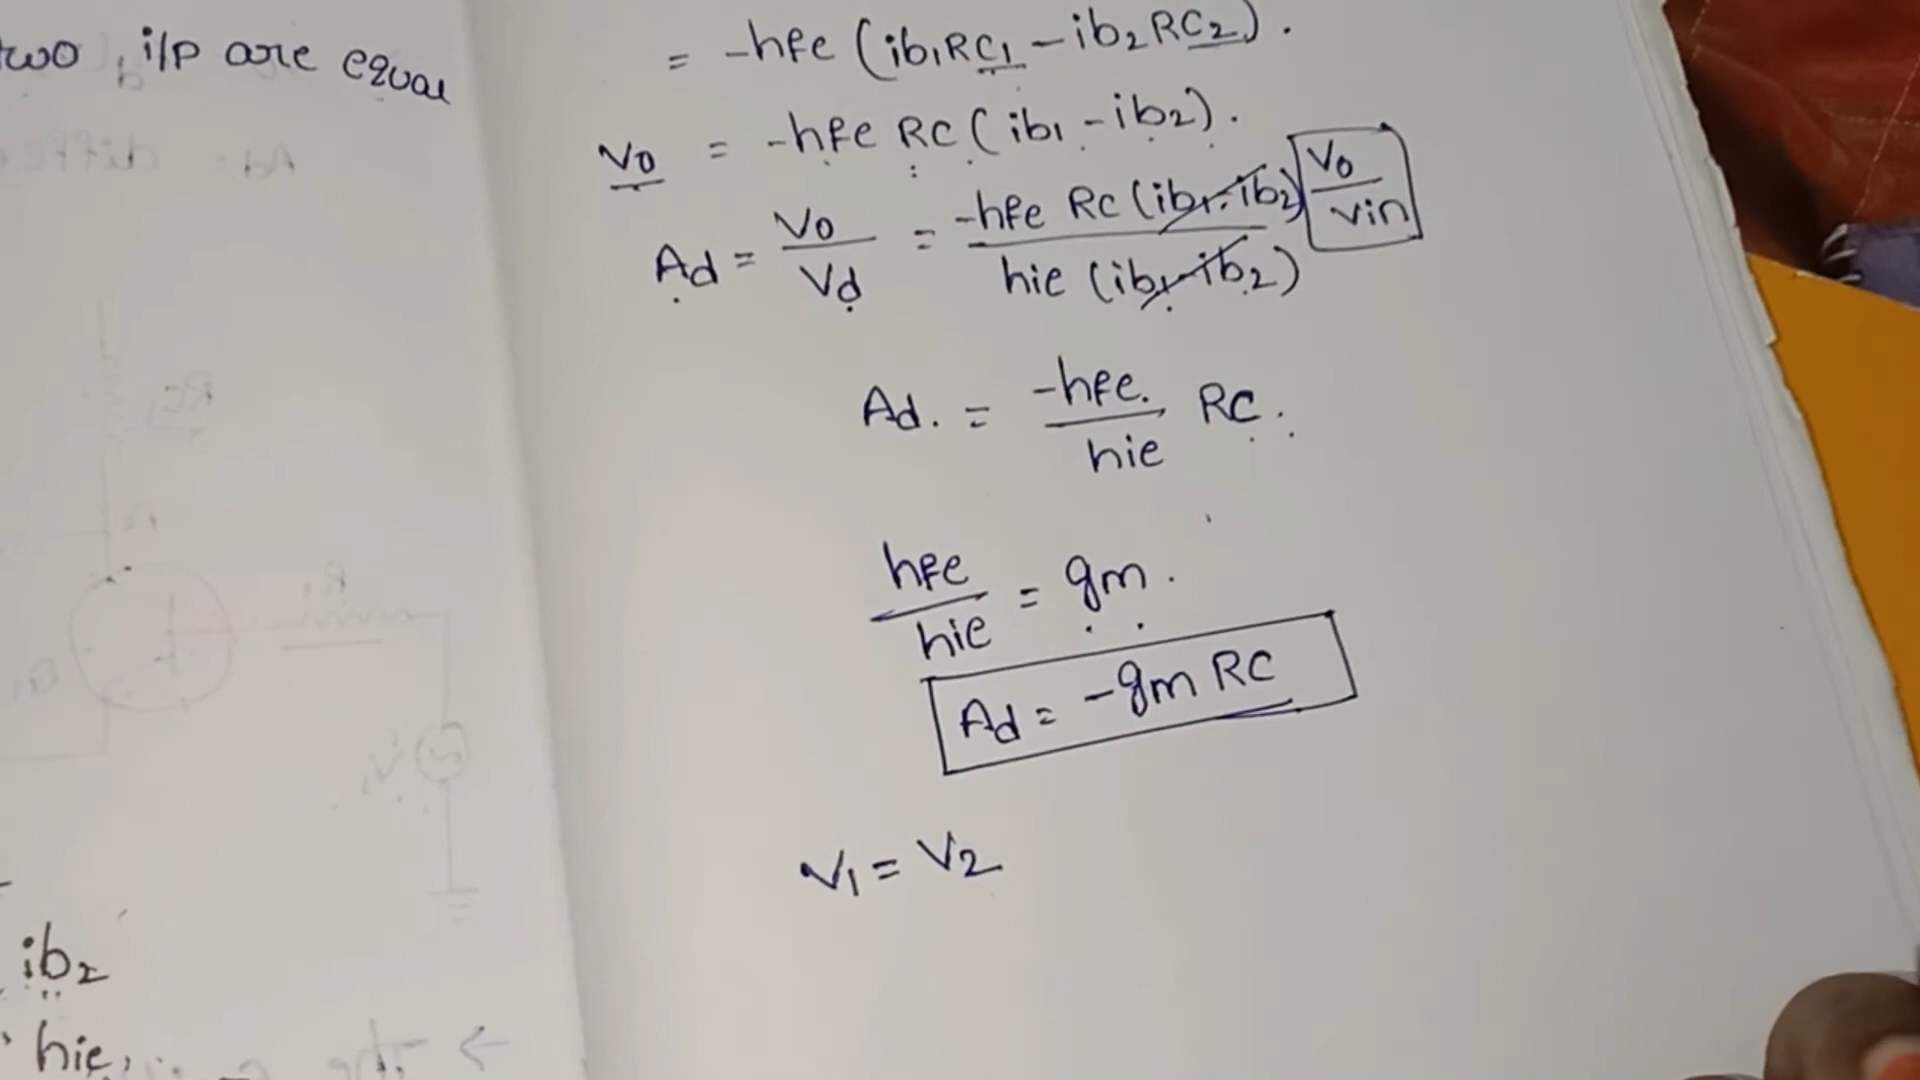 two i/p are equal
ib2
hie,
= -hfe (ib1RC1 - ib2RC2).
Vo = -hfe RC (ib1 - ib2).
Ad = Vo/Vd = -hfe RC (ib1-ib2) / hie (ib1-ib2)
Vo/Vin
Ad. = -hfe./hie RC.
hfe/hie = gm.
Ad = -gm RC
V1 = V2